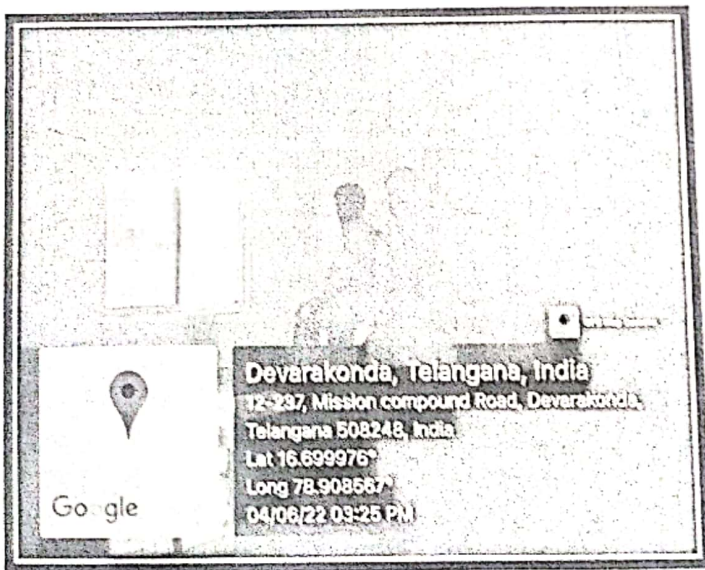 Devarakonda, Telangana, India
12-297, Mission compound Road, Devarakonda,
Telangana 508248, India
Lat 16.699976°
Long 78.908567°
04/06/22 03:25 PM
Google